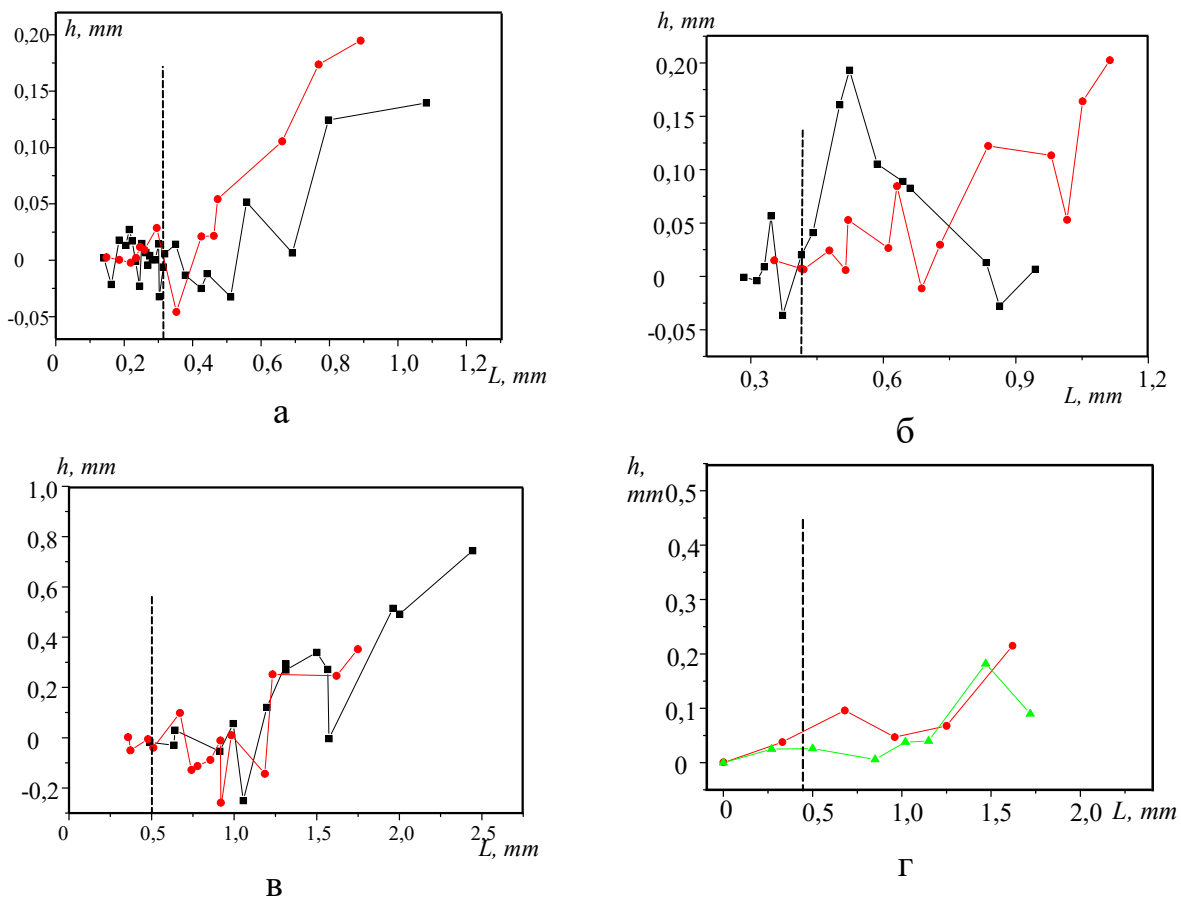 h, mm
0,20
0,15
0,10
0,05
0
-0,05
0 0,2 0,4 0,6 0,8 1,0 1,2
L, mm
а
h, mm
0,20
0,15
0,10
0,05
0
-0,05
0,3 0,6 0,9 1,2
L, mm
б
h, mm
1,0
0,8
0,6
0,4
0,2
0
-0,2
0 0,5 1,0 1,5 2,0 2,5
L, mm
в
h,
mm
0,5
0,4
0,3
0,2
0,1
0
0 0,5 1,0 1,5 2,0 L, mm
г